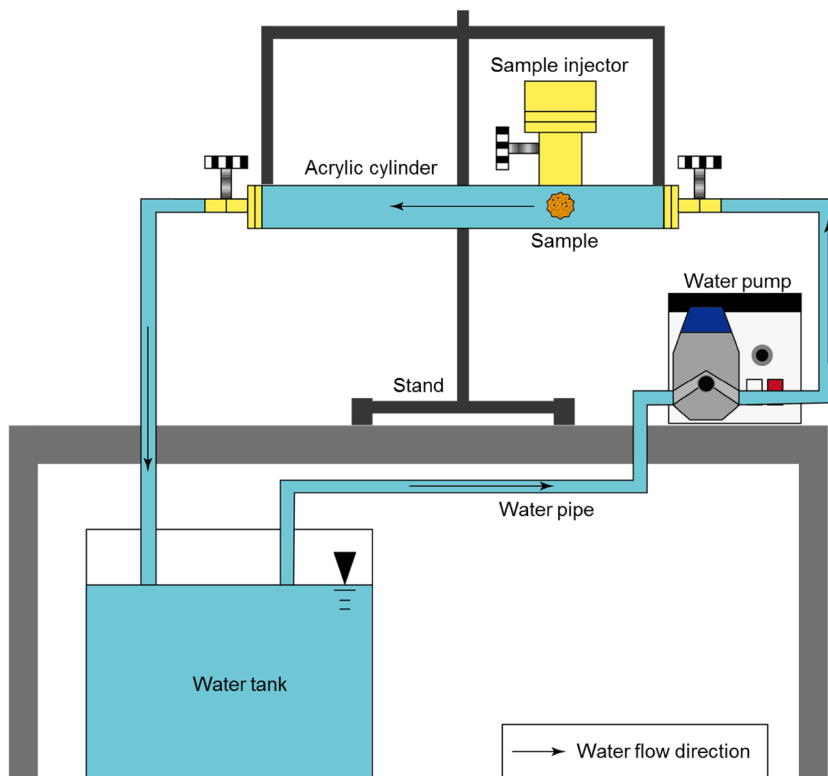 Sample injector
Acrylic cylinder
Sample
Water pump
Stand
Water pipe
Water tank
Water flow direction